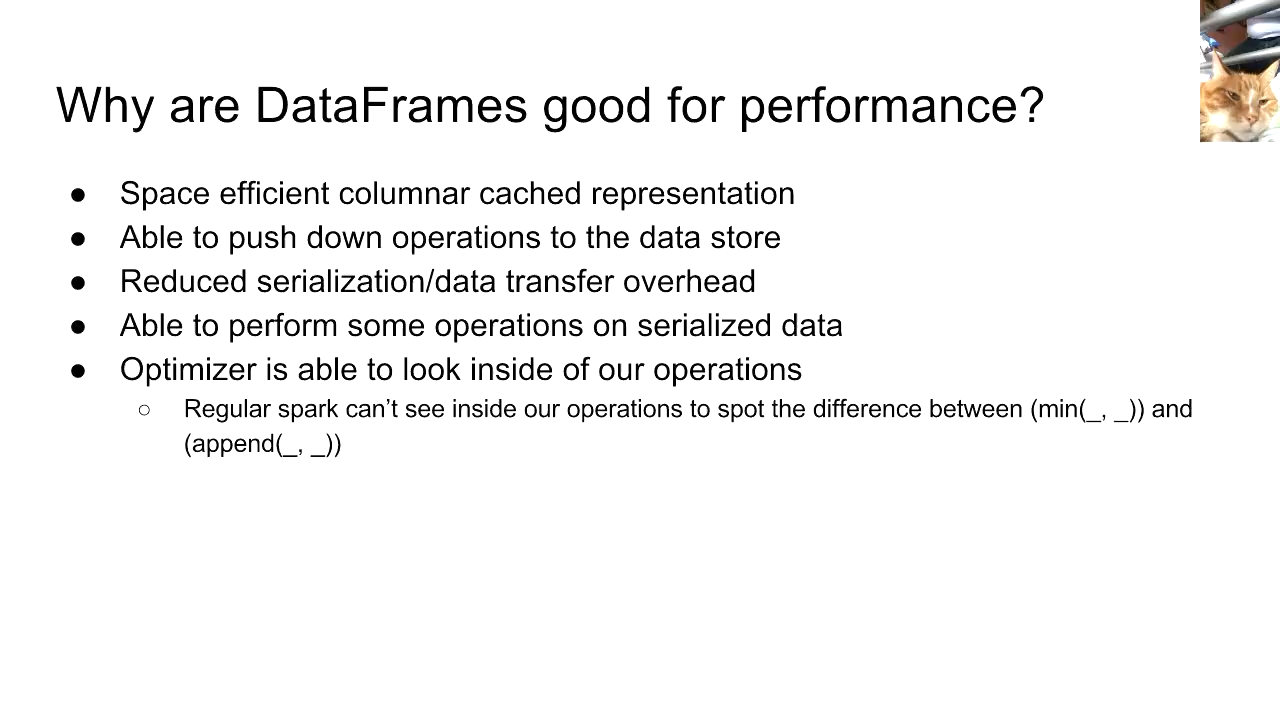 Why are DataFrames good for performance?
● Space efficient columnar cached representation
● Able to push down operations to the data store
● Reduced serialization/data transfer overhead
● Able to perform some operations on serialized data
● Optimizer is able to look inside of our operations
○ Regular spark can’t see inside our operations to spot the difference between (min(_, _)) and
(append(_, _))